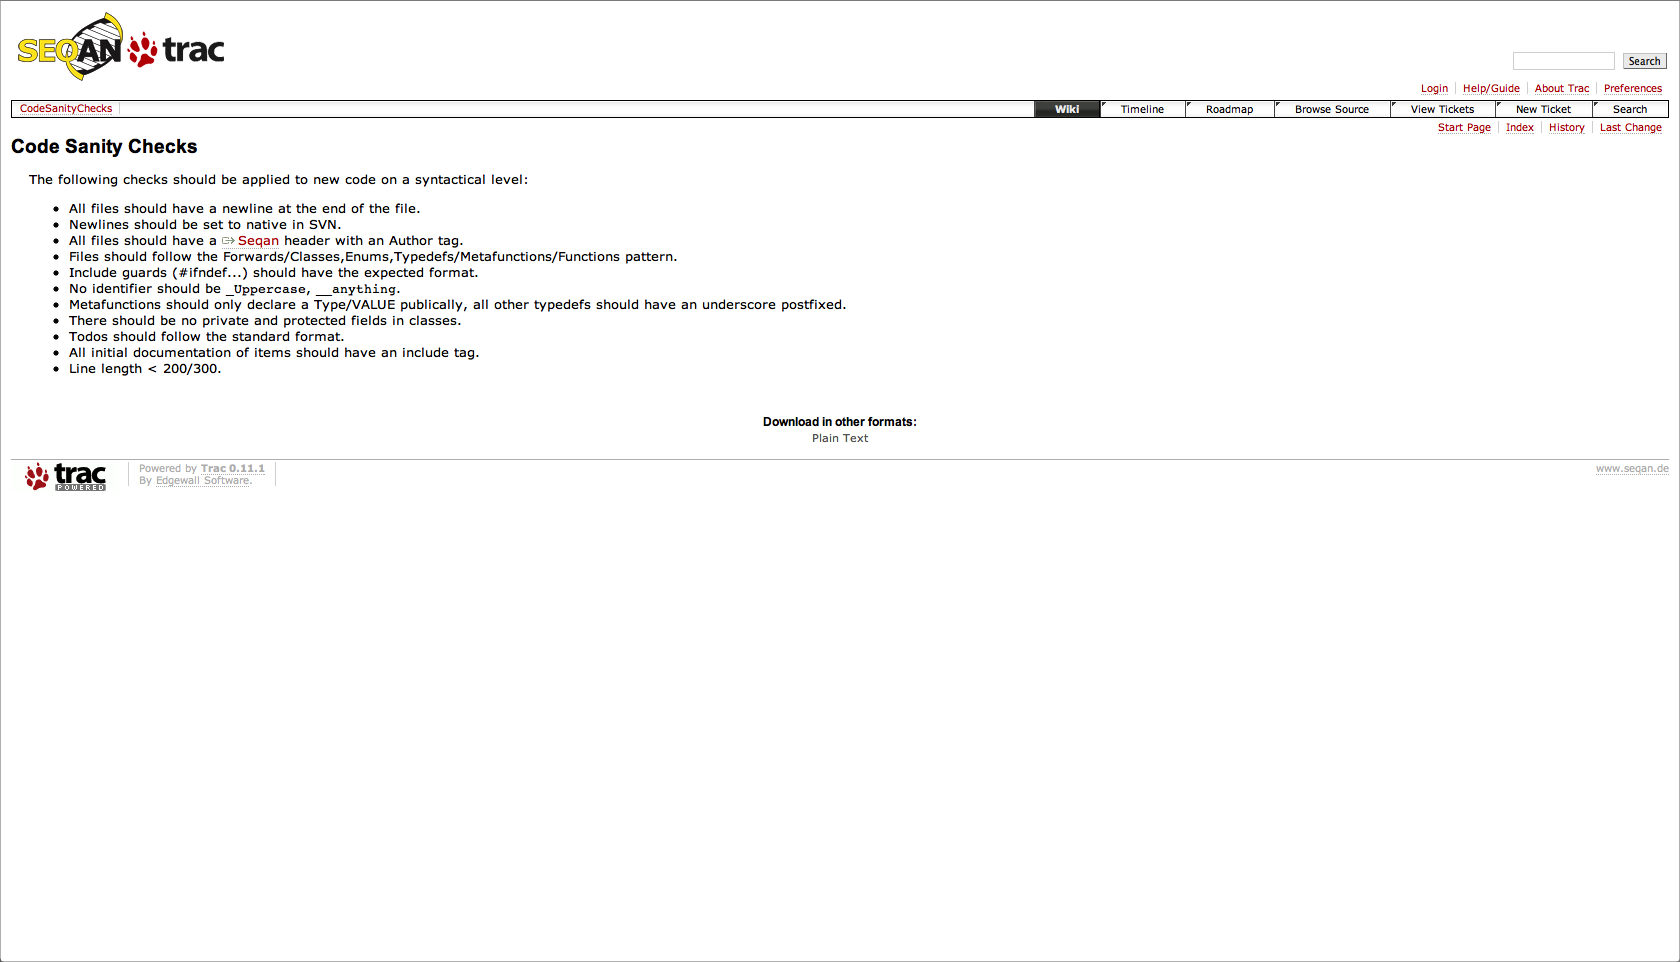 SEQAN trac
Search
Login Help/Guide About Trac Preferences
CodeSanityChecks Wiki Timeline Roadmap Browse Source View Tickets New Ticket Search
Start Page Index History Last Change
Code Sanity Checks
The following checks should be applied to new code on a syntactical level:
All files should have a newline at the end of the file.
Newlines should be set to native in SVN.
All files should have a Seqan header with an Author tag.
Files should follow the Forwards/Classes,Enums,Typedefs/Metafunctions/Functions pattern.
Include guards (#ifndef...) should have the expected format.
No identifier should be _Uppercase, __anything.
Metafunctions should only declare a Type/VALUE publically, all other typedefs should have an underscore postfixed.
There should be no private and protected fields in classes.
Todos should follow the standard format.
All initial documentation of items should have an include tag.
Line length < 200/300.
Download in other formats:
Plain Text
trac POWERED
Powered by Trac 0.11.1
By Edgewall Software.
www.seqan.de